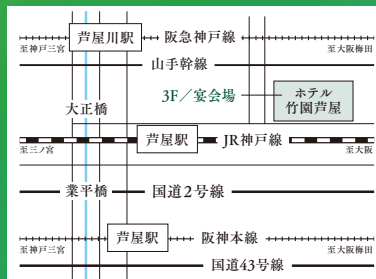 芦屋川駅
阪急神戸線
至神戸三宮
至大阪梅田
山手幹線
3F／宴会場
ホテル
竹園芦屋
大正橋
芦屋駅
JR神戸線
至三ノ宮
至大阪
業平橋
国道2号線
芦屋駅
阪神本線
至神戸三宮
至大阪梅田
国道43号線